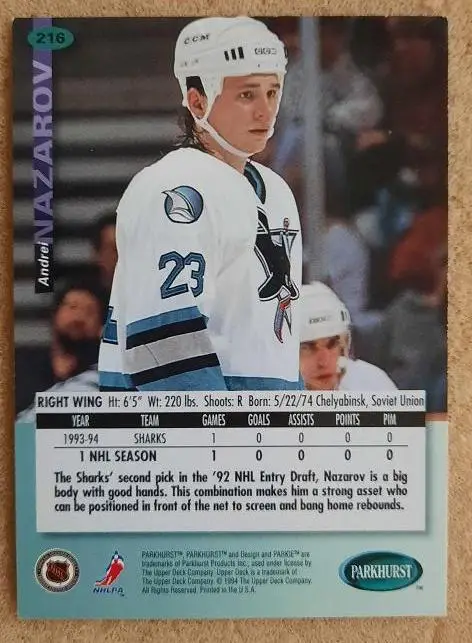 216
Andrei NAZAROV
CCM
23
RIGHT WING Ht: 6'5" Wt: 220 lbs. Shoots: R Born: 5/22/74 Chelyabinsk, Soviet Union
YEAR TEAM GAMES GOALS ASSISTS POINTS PIM
1993-94 SHARKS 1 0 0 0 0
1 NHL SEASON 1 0 0 0 0
The Sharks' second pick in the '92 NHL Entry Draft, Nazarov is a big
body with good hands. This combination makes him a strong asset who
can be positioned in front of the net to screen and bang home rebounds.
PARKHURST™, PARKHURST™ and Design and PARKIE™ are
trademarks of Parkhurst Products Inc., used under license by
The Upper Deck Company. Upper Deck is a trademark of
The Upper Deck Company. © 1994 The Upper Deck Company.
All Rights Reserved. Printed in the U.S.A.
NHL
NHLPA™
PARKHURST™